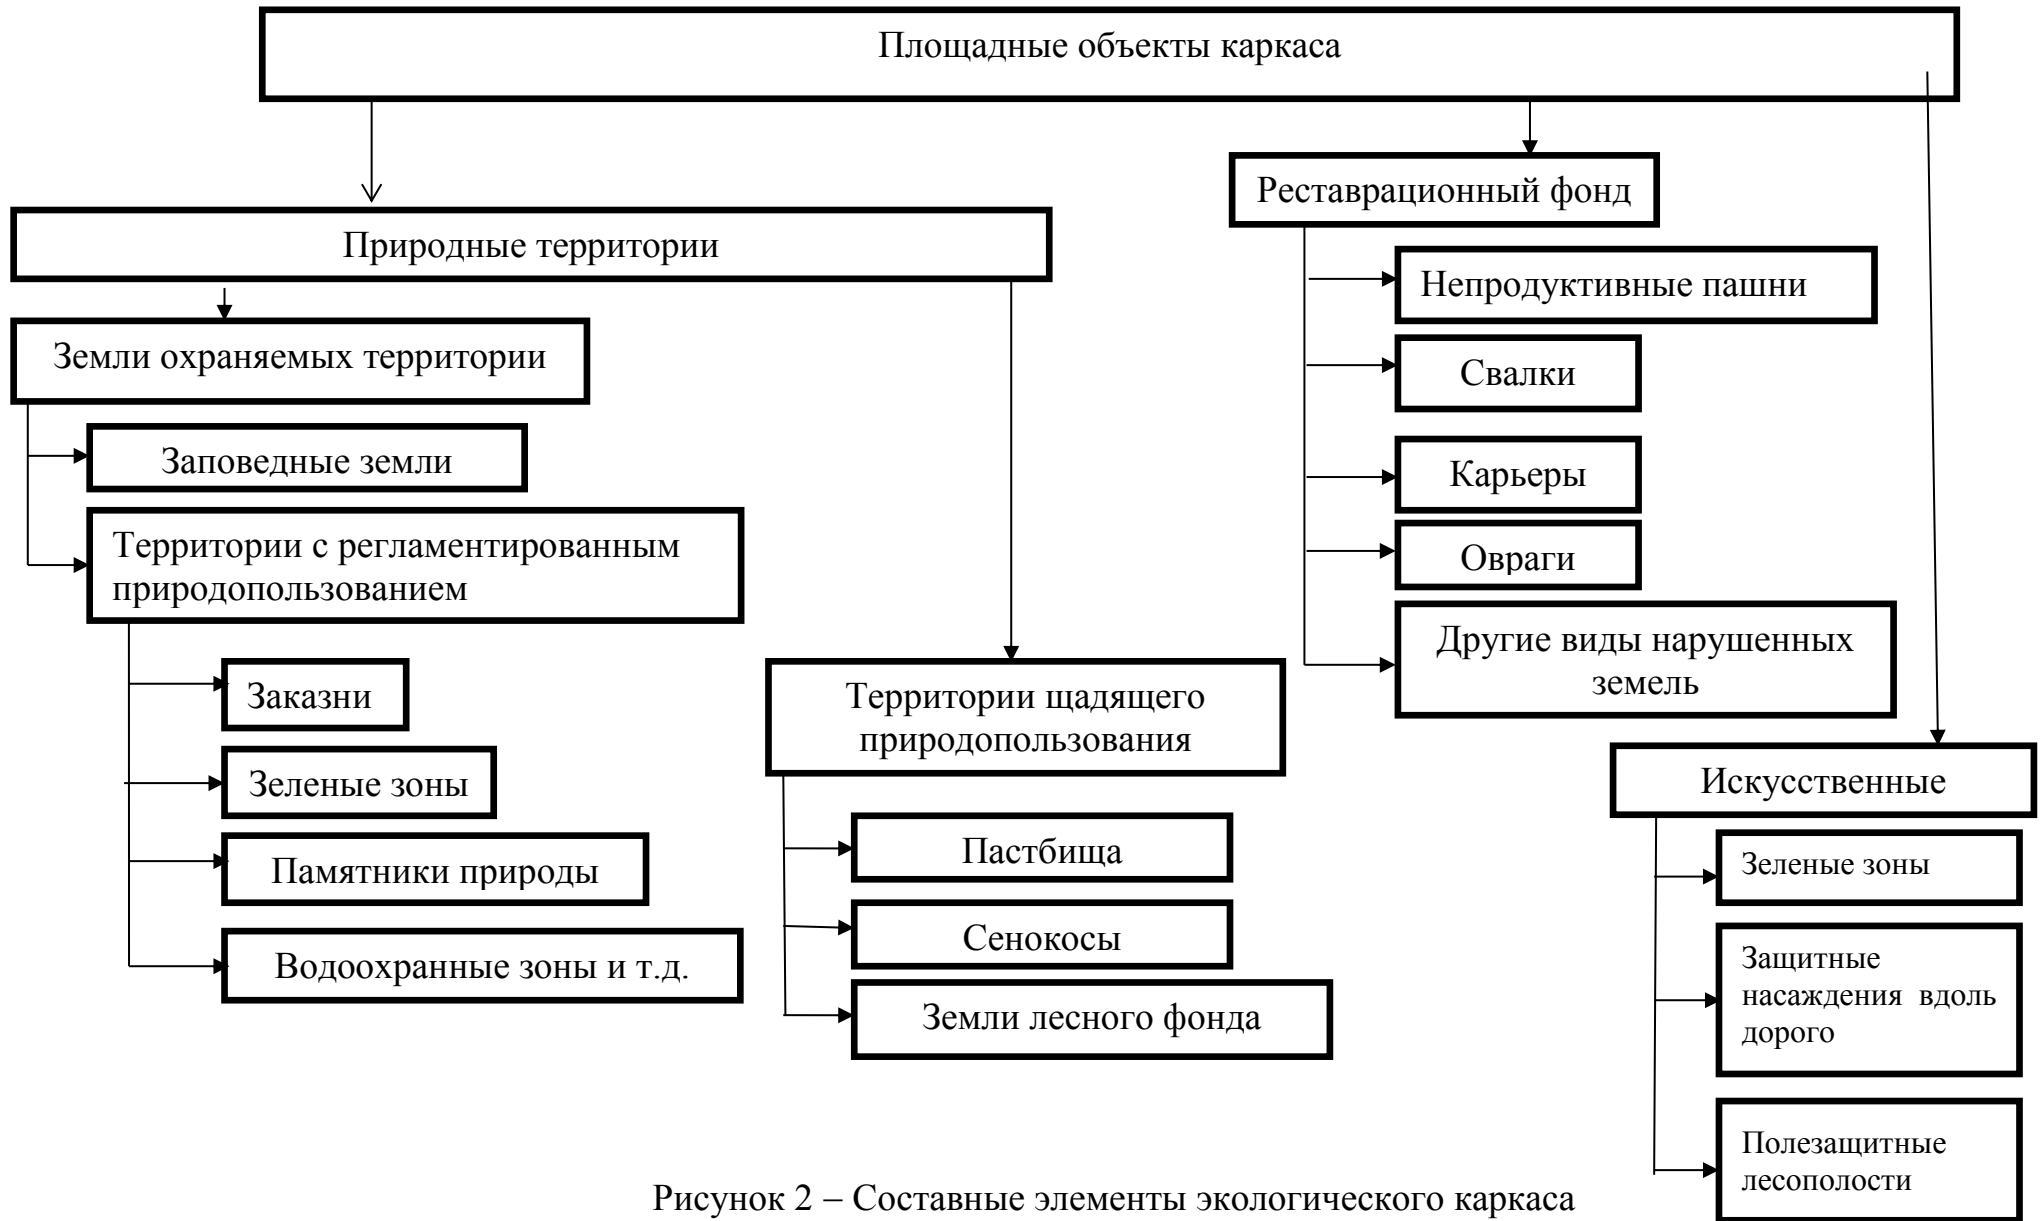 Площадные объекты каркаса
Природные территории
Земли охраняемых территории
Заповедные земли
Территории с регламентированным
природопользованием
Заказни
Зеленые зоны
Памятники природы
Водоохранные зоны и т.д.
Территории щадящего
природопользования
Пастбища
Сенокосы
Земли лесного фонда
Реставрационный фонд
Непродуктивные пашни
Свалки
Карьеры
Овраги
Другие виды нарушенных
земель
Искусственные
Зеленые зоны
Защитные
насаждения вдоль
дорого
Полезащитные
лесополости
Рисунок 2 – Составные элементы экологического каркаса